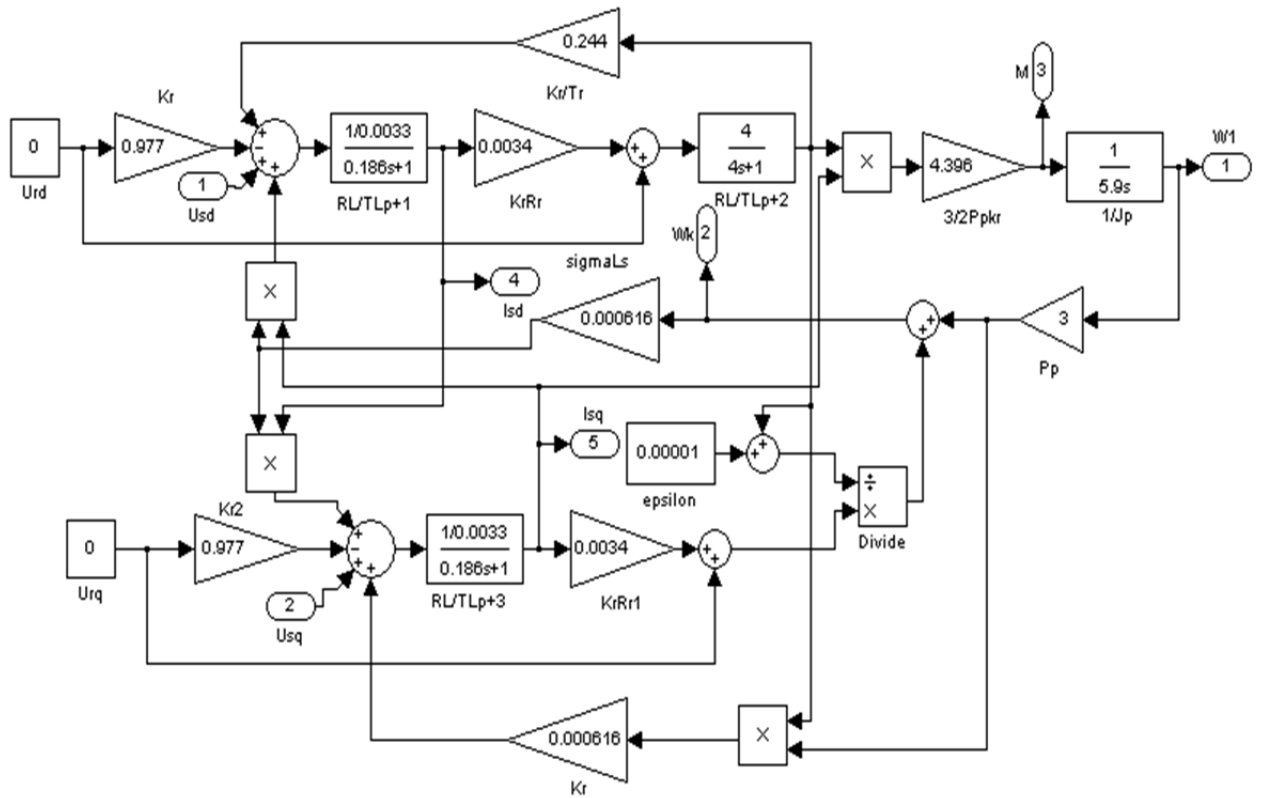 0.244
Kr/Tr
M
3
Kr
0
Urd
0.977
+
-
+
+
1
Usd
1/0.0033
0.186s+1
RL/TLp+1
0.0034
KrRr
+
+
4
4s+1
RL/TLp+2
×
4.396
3/2Ppkr
1
5.9s
1/Jp
W1
1
Wk
2
sigmaLs
×
4
Isd
0.000616
+
+
3
Pp
×
Isq
5
0.00001
epsilon
+
+
÷
×
Divide
Kr2
0
Urq
0.977
+
-
+
+
2
Usq
1/0.0033
0.186s+1
RL/TLp+3
0.0034
KrRr1
+
+
0.000616
Kr
×